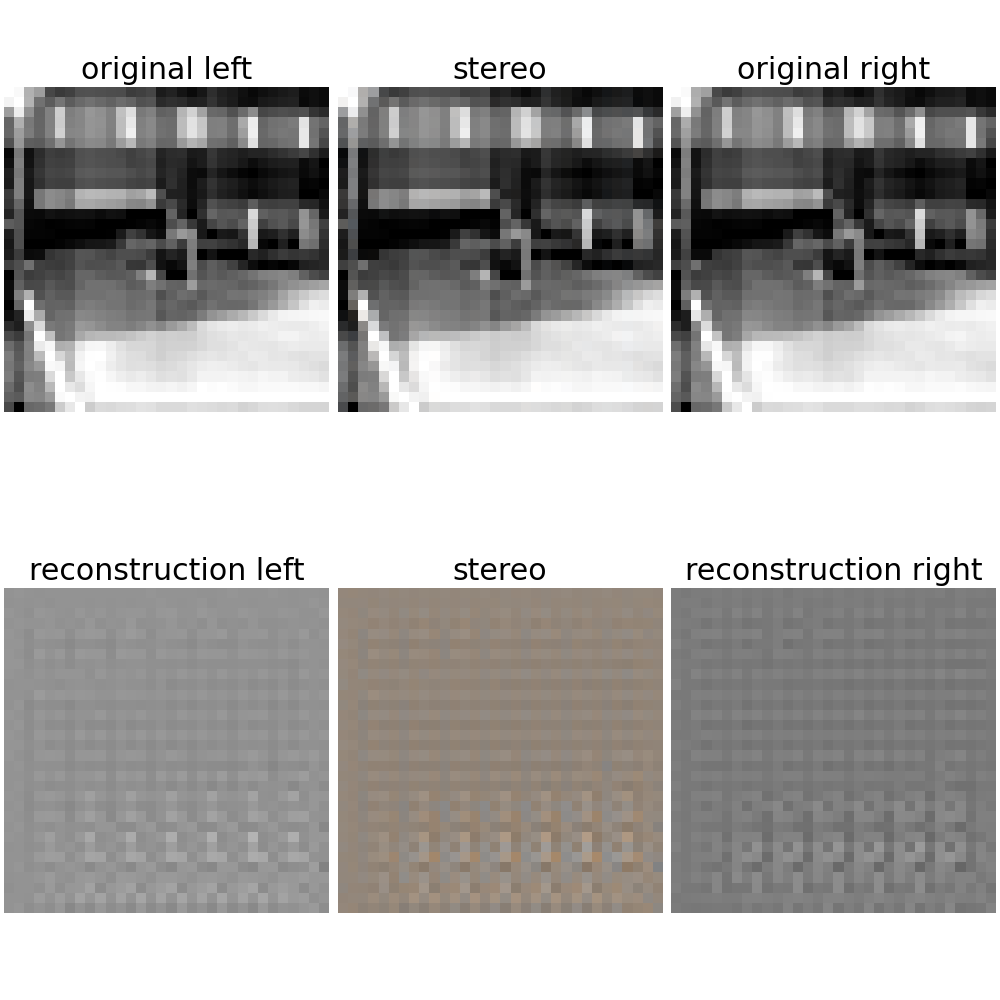 original left
stereo
original right
reconstruction left
stereo
reconstruction right